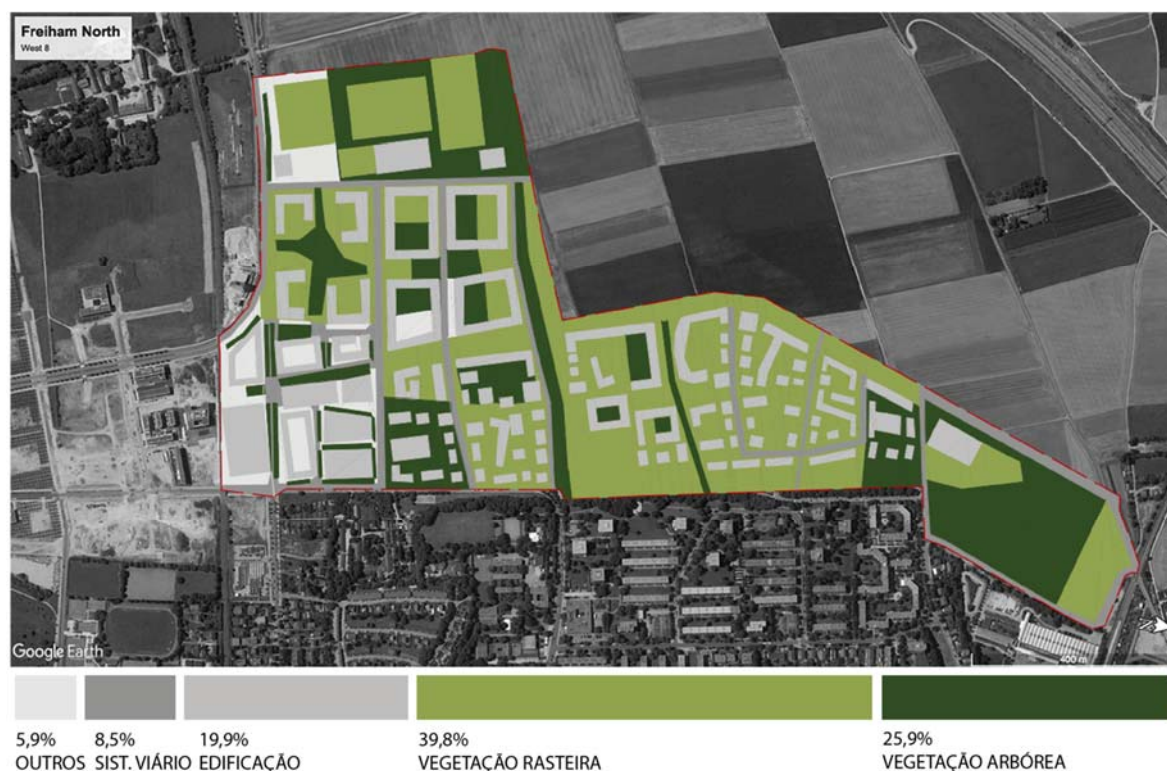 Freiham North
West 8
Google Earth
400 m
5,9%
OUTROS
8,5%
SIST. VIÁRIO
19,9%
EDIFICAÇÃO
39,8%
VEGETAÇÃO RASTEIRA
25,9%
VEGETAÇÃO ARBÓREA